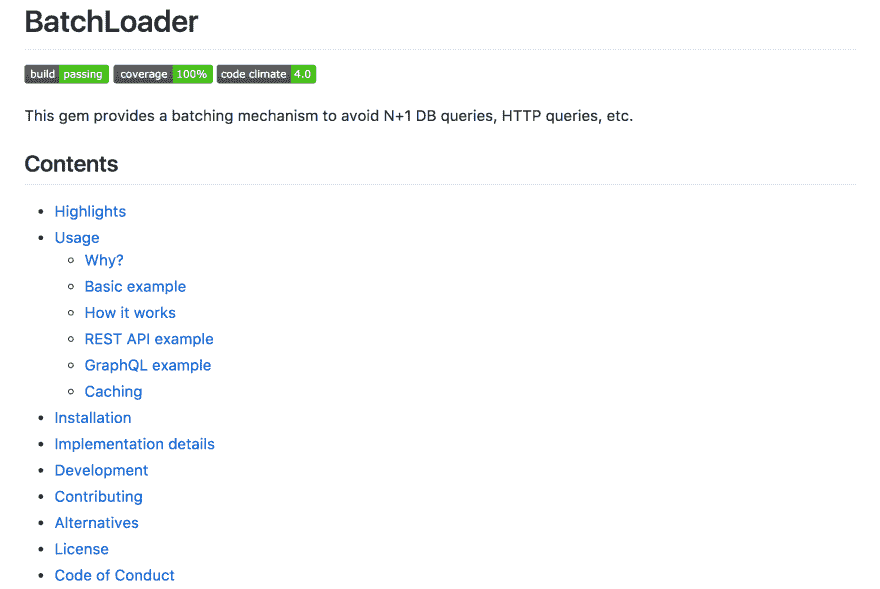 BatchLoader
build passing coverage 100% code climate 4.0
This gem provides a batching mechanism to avoid N+1 DB queries, HTTP queries, etc.
Contents
Highlights
Usage
Why?
Basic example
How it works
REST API example
GraphQL example
Caching
Installation
Implementation details
Development
Contributing
Alternatives
License
Code of Conduct